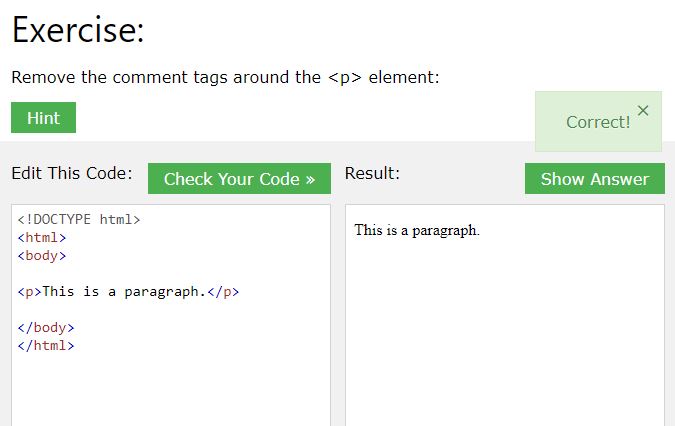 Exercise:
Remove the comment tags around the <p> element:
Hint
Correct!
×
Edit This Code:
Check Your Code »
Result:
Show Answer
<!DOCTYPE html>
<html>
<body>
<p>This is a paragraph.</p>
</body>
</html>
This is a paragraph.